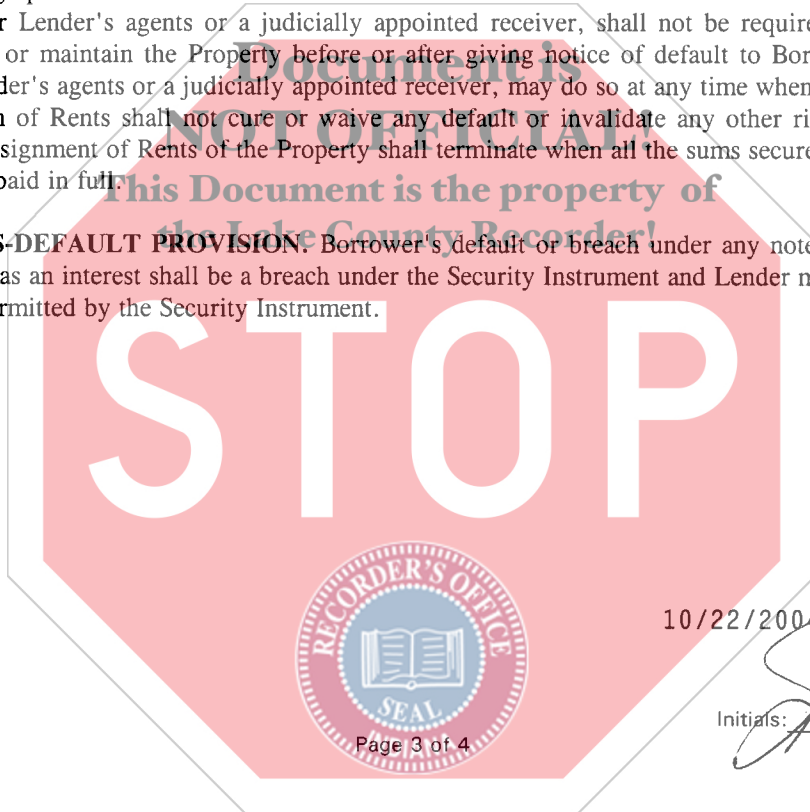 r Lender's agents or a judicially appointed receiver, shall not be require
or maintain the Property before or after giving notice of default to Bor
der's agents or a judicially appointed receiver, may do so at any time when
n of Rents shall not cure or waive any default or invalidate any other ri
signment of Rents of the Property shall terminate when all the sums secure
paid in full.
Document is
NOT OFFICIAL!
This Document is the property of
the Lake County Recorder!
S-DEFAULT PROVISION. Borrower's default or breach under any note
as an interest shall be a breach under the Security Instrument and Lender m
rmitted by the Security Instrument.
STOP
RECORDER'S OFFICE
SEAL
INDIANA
10/22/2004
Initials:
Page 3 of 4